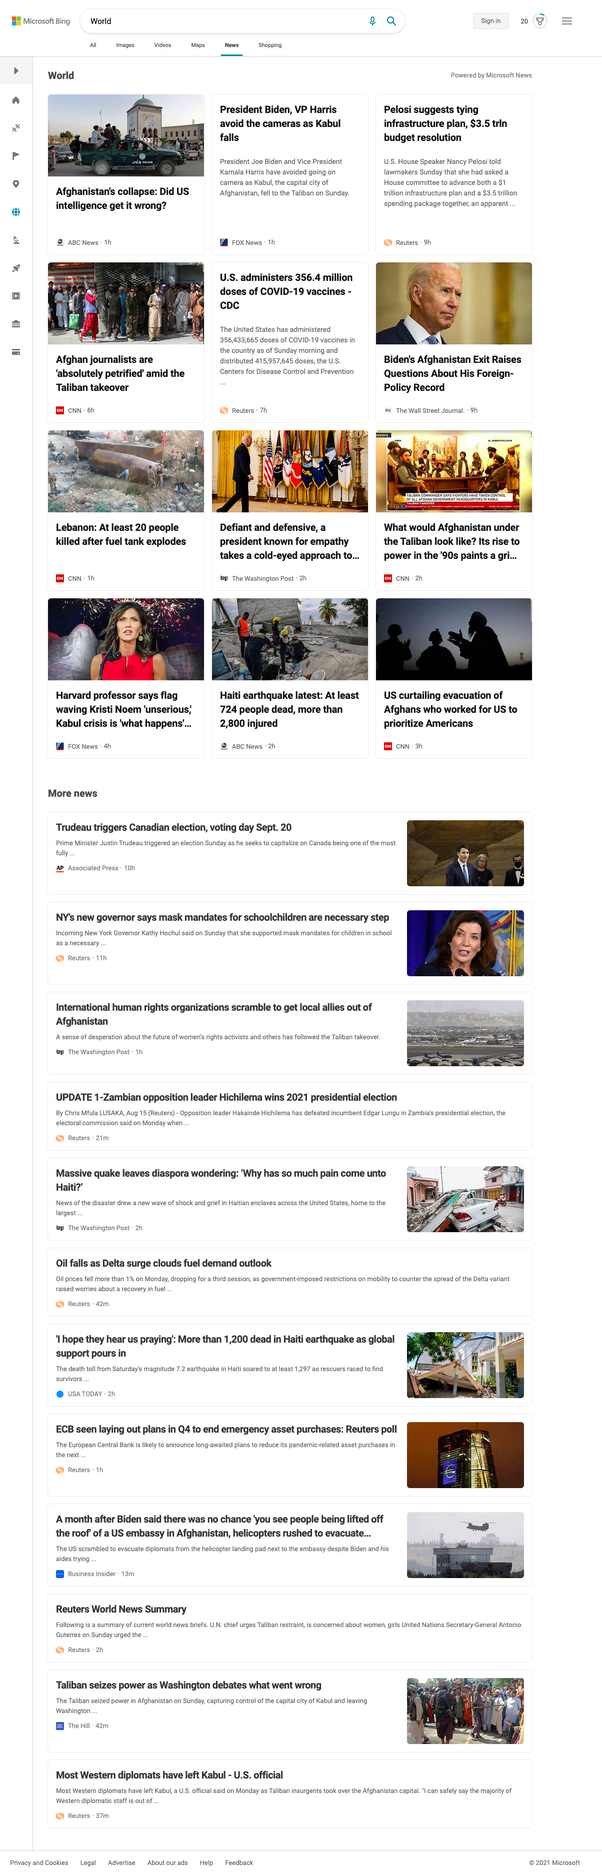 Microsoft Bing
World
Sign in
20
All
Images
Videos
Maps
News
Shopping
World
Powered by Microsoft News
Afghanistan's collapse: Did US
intelligence get it wrong?
ABC News · 1h
President Biden, VP Harris
avoid the cameras as Kabul
falls
President Joe Biden and Vice President
Kamala Harris have avoided going on
camera as Kabul, the capital city of
Afghanistan, fell to the Taliban on Sunday.
FOX News · 1h
Pelosi suggests tying
infrastructure plan, $3.5 trln
budget resolution
U.S. House Speaker Nancy Pelosi told
lawmakers Sunday that she had asked a
House committee to advance both a $1
trillion infrastructure plan and a $3.5 trillion
spending package together, an apparent ...
Reuters · 9h
Afghan journalists are
'absolutely petrified' amid the
Taliban takeover
CNN · 6h
U.S. administers 356.4 million
doses of COVID-19 vaccines -
CDC
The United States has administered
356,433,665 doses of COVID-19 vaccines in
the country as of Sunday morning and
distributed 415,957,645 doses, the U.S.
Centers for Disease Control and Prevention
...
Reuters · 7h
Biden's Afghanistan Exit Raises
Questions About His Foreign-
Policy Record
The Wall Street Journal. · 9h
Lebanon: At least 20 people
killed after fuel tank explodes
CNN · 1h
Defiant and defensive, a
president known for empathy
takes a cold-eyed approach to...
The Washington Post · 2h
TALIBAN COMMANDER SAYS FIGHTERS HAVE TAKEN CONTROL
OF ALL AFGHAN GOVERNMENT HEADQUARTERS IN KABUL
What would Afghanistan under
the Taliban look like? Its rise to
power in the '90s paints a gri...
CNN · 2h
Harvard professor says flag
waving Kristi Noem 'unserious,'
Kabul crisis is 'what happens'...
FOX News · 4h
Haiti earthquake latest: At least
724 people dead, more than
2,800 injured
ABC News · 2h
US curtailing evacuation of
Afghans who worked for US to
prioritize Americans
CNN · 3h
More news
Trudeau triggers Canadian election, voting day Sept. 20
Prime Minister Justin Trudeau triggered an election Sunday as he seeks to capitalize on Canada being one of the most
fully ...
AP Associated Press · 10h
NY's new governor says mask mandates for schoolchildren are necessary step
Incoming New York Governor Kathy Hochul said on Sunday that she supported mask mandates for children in school
as a necessary ...
Reuters · 11h
International human rights organizations scramble to get local allies out of
Afghanistan
A sense of desperation about the future of women's rights activists and others has followed the Taliban takeover.
The Washington Post · 1h
UPDATE 1-Zambian opposition leader Hichilema wins 2021 presidential election
By Chris Mfula LUSAKA, Aug 15 (Reuters) - Opposition leader Hakainde Hichilema has defeated incumbent Edgar Lungu in Zambia's presidential election, the
electoral commission said on Monday when ...
Reuters · 21m
Massive quake leaves diaspora wondering: 'Why has so much pain come unto
Haiti?'
News of the disaster drew a new wave of shock and grief in Haitian enclaves across the United States, home to the
largest ...
The Washington Post · 2h
Oil falls as Delta surge clouds fuel demand outlook
Oil prices fell more than 1% on Monday, dropping for a third session, as government-imposed restrictions on mobility to counter the spread of the Delta variant
raised worries about a recovery in fuel ...
Reuters · 42m
'I hope they hear us praying': More than 1,200 dead in Haiti earthquake as global
support pours in
The death toll from Saturday's magnitude 7.2 earthquake in Haiti soared to at least 1,297 as rescuers raced to find
survivors ...
USA TODAY · 2h
ECB seen laying out plans in Q4 to end emergency asset purchases: Reuters poll
The European Central Bank is likely to announce long-awaited plans to reduce its pandemic-related asset purchases in
the next ...
Reuters · 1h
A month after Biden said there was no chance 'you see people being lifted off
the roof' of a US embassy in Afghanistan, helicopters rushed to evacuate...
The US scrambled to evacuate diplomats from the helicopter landing pad next to the embassy despite Biden and his
aides trying ...
Business Insider · 13m
Reuters World News Summary
Following is a summary of current world news briefs. U.N. chief urges Taliban restraint, is concerned about women, girls United Nations Secretary-General Antonio
Guterres on Sunday urged the ...
Reuters · 2h
Taliban seizes power as Washington debates what went wrong
The Taliban seized power in Afghanistan on Sunday, capturing control of the capital city of Kabul and leaving
Washington ...
The Hill · 42m
Most Western diplomats have left Kabul - U.S. official
Most Western diplomats have left Kabul, a U.S. official said on Monday as Taliban insurgents took over the Afghanistan capital. "I can safely say the majority of
Western diplomatic staff is out of ...
Reuters · 37m
Privacy and Cookies
Legal
Advertise
About our ads
Help
Feedback
© 2021 Microsoft